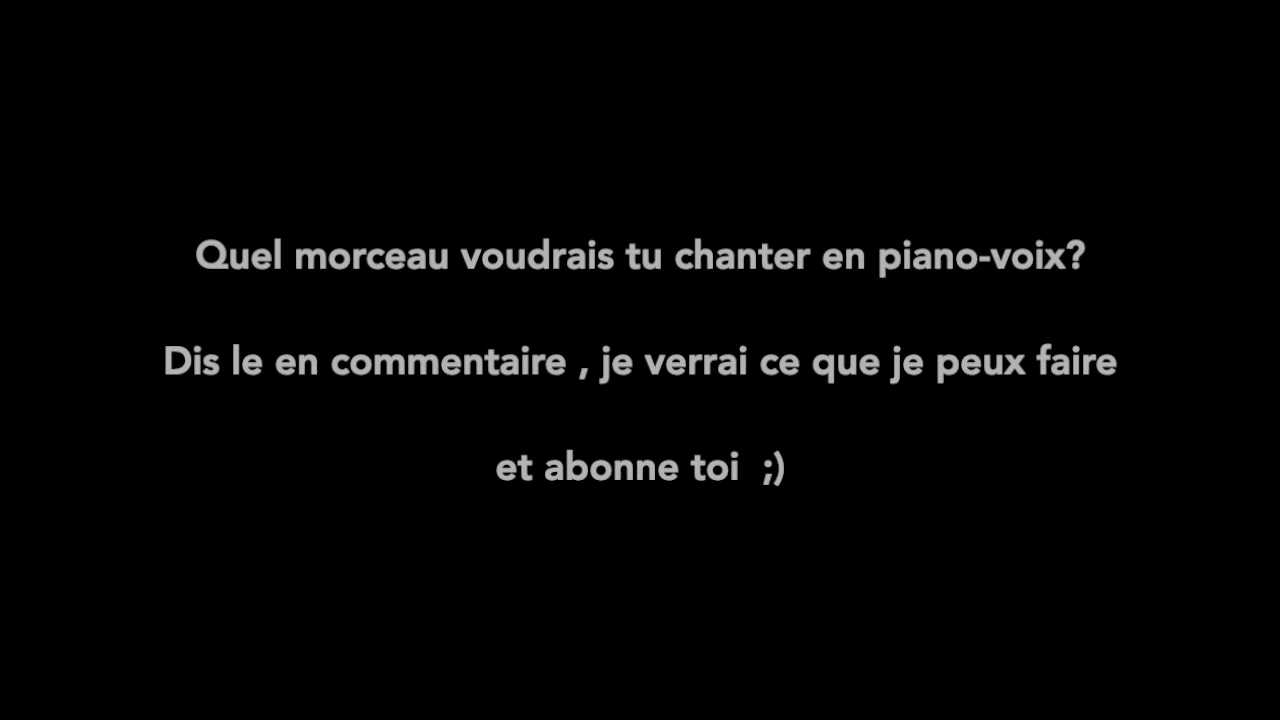 Quel morceau voudrais tu chanter en piano-voix?
Dis le en commentaire , je verrai ce que je peux faire
et abonne toi  ;)